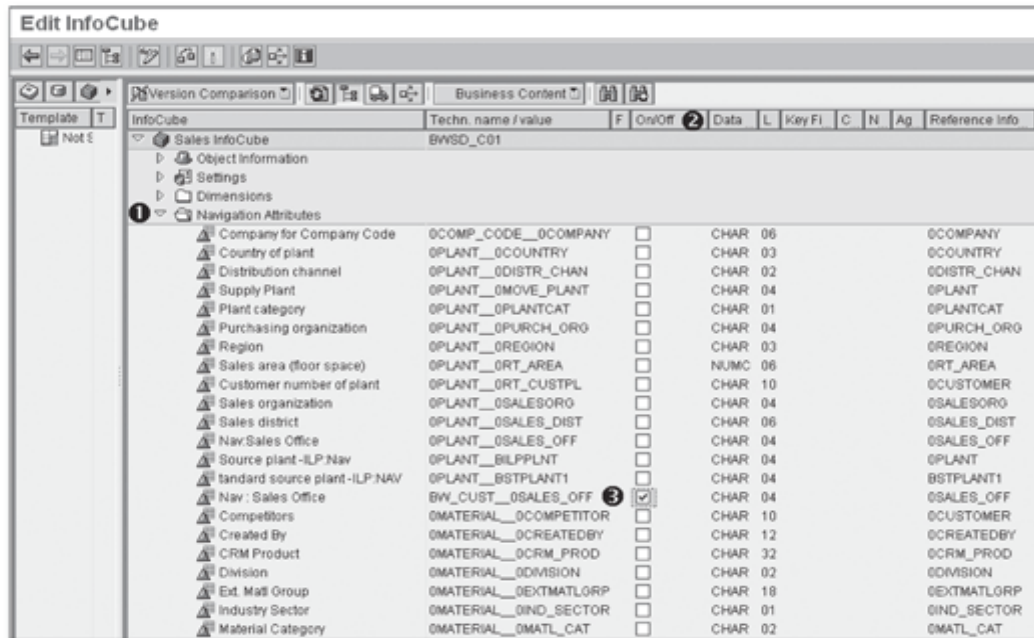 Edit InfoCube
Version Comparison Business Content
Template T InfoCube Techn. name / value F On/Off ❷ Data L Key Fi C N Ag Reference Info
Not S Sales InfoCube BWSD_C01
Object Information
Settings
Dimensions
❶ Navigation Attributes
Company for Company Code 0COMP_CODE__0COMPANY CHAR 06 0COMPANY
Country of plant 0PLANT__0COUNTRY CHAR 03 0COUNTRY
Distribution channel 0PLANT__0DISTR_CHAN CHAR 02 0DISTR_CHAN
Supply Plant 0PLANT__0MOVE_PLANT CHAR 04 0PLANT
Plant category 0PLANT__0PLANTCAT CHAR 01 0PLANTCAT
Purchasing organization 0PLANT__0PURCH_ORG CHAR 04 0PURCH_ORG
Region 0PLANT__0REGION CHAR 03 0REGION
Sales area (floor space) 0PLANT__0RT_AREA NUMC 06 0RT_AREA
Customer number of plant 0PLANT__0RT_CUSTPL CHAR 10 0CUSTOMER
Sales organization 0PLANT__0SALESORG CHAR 04 0SALESORG
Sales district 0PLANT__0SALES_DIST CHAR 06 0SALES_DIST
Nav:Sales Office 0PLANT__0SALES_OFF CHAR 04 0SALES_OFF
Source plant-ILP:Nav 0PLANT__BILPPLNT CHAR 04 0PLANT
tandard source plant-ILP:NAV 0PLANT__BSTPLANT1 CHAR 04 BSTPLANT1
Nav : Sales Office BW_CUST__0SALES_OFF ❸ CHAR 04 0SALES_OFF
Competitors 0MATERIAL__0COMPETITOR CHAR 10 0CUSTOMER
Created By 0MATERIAL__0CREATEDBY CHAR 12 0CREATEDBY
CRM Product 0MATERIAL__0CRM_PROD CHAR 32 0CRM_PROD
Division 0MATERIAL__0DIVISION CHAR 02 0DIVISION
Ext. Matl Group 0MATERIAL__0EXTMATLGRP CHAR 18 0EXTMATLGRP
Industry Sector 0MATERIAL__0IND_SECTOR CHAR 01 0IND_SECTOR
Material Category 0MATERIAL__0MATL_CAT CHAR 02 0MATL_CAT